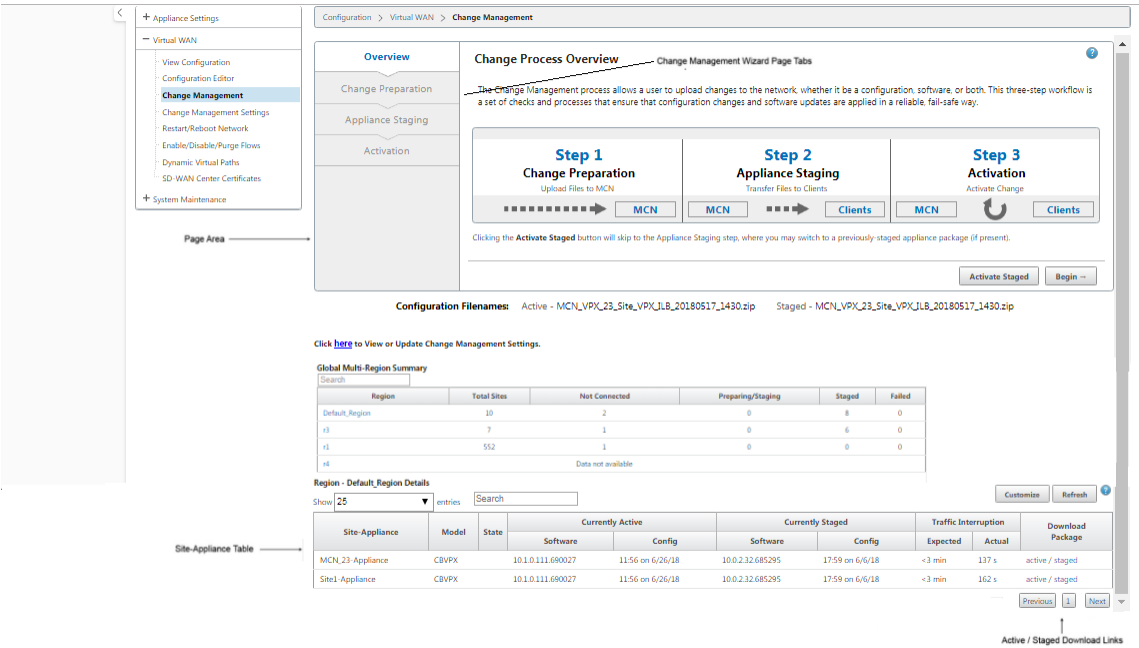 + Appliance Settings
− Virtual WAN
View Configuration
Configuration Editor
Change Management
Change Management Settings
Restart/Reboot Network
Enable/Disable/Purge Flows
Dynamic Virtual Paths
SD-WAN Center Certificates
+ System Maintenance
Page Area
Site-Appliance Table
Configuration > Virtual WAN > Change Management
Overview
Change Preparation
Appliance Staging
Activation
Change Process Overview
Change Management Wizard Page Tabs
?
The Change Management process allows a user to upload changes to the network, whether it be a configuration, software, or both. This three-step workflow is
a set of checks and processes that ensure that configuration changes and software updates are applied in a reliable, fail-safe way.
Step 1
Change Preparation
Upload Files to MCN
MCN
Step 2
Appliance Staging
Transfer Files to Clients
MCN Clients
Step 3
Activation
Activate Change
MCN Clients
Clicking the Activate Staged button will skip to the Appliance Staging step, where you may switch to a previously-staged appliance package (if present).
Activate Staged Begin →
Configuration Filenames: Active - MCN_VPX_23_Site_VPX_ILB_20180517_1430.zip Staged - MCN_VPX_23_Site_VPX_ILB_20180517_1430.zip
Click here to View or Update Change Management Settings.
Global Multi-Region Summary
Search
Region Total Sites Not Connected Preparing/Staging Staged Failed
Default_Region 10 2 0 8 0
r3 7 1 0 6 0
r1 552 1 0 0 0
r4 Data not available
Region - Default_Region Details
Show 25 entries Search Customize Refresh ?
Site-Appliance Model State Currently Active Currently Staged Traffic Interruption Download Package
Software Config Software Config Expected Actual
MCN_23-Appliance CBVPX 10.1.0.111.690027 11:56 on 6/26/18 10.0.2.32.685295 17:59 on 6/6/18 <3 min 137 s active / staged
Site1-Appliance CBVPX 10.1.0.111.690027 11:56 on 6/26/18 10.0.2.32.685295 17:59 on 6/6/18 <3 min 162 s active / staged
Previous 1 Next
Active / Staged Download Links